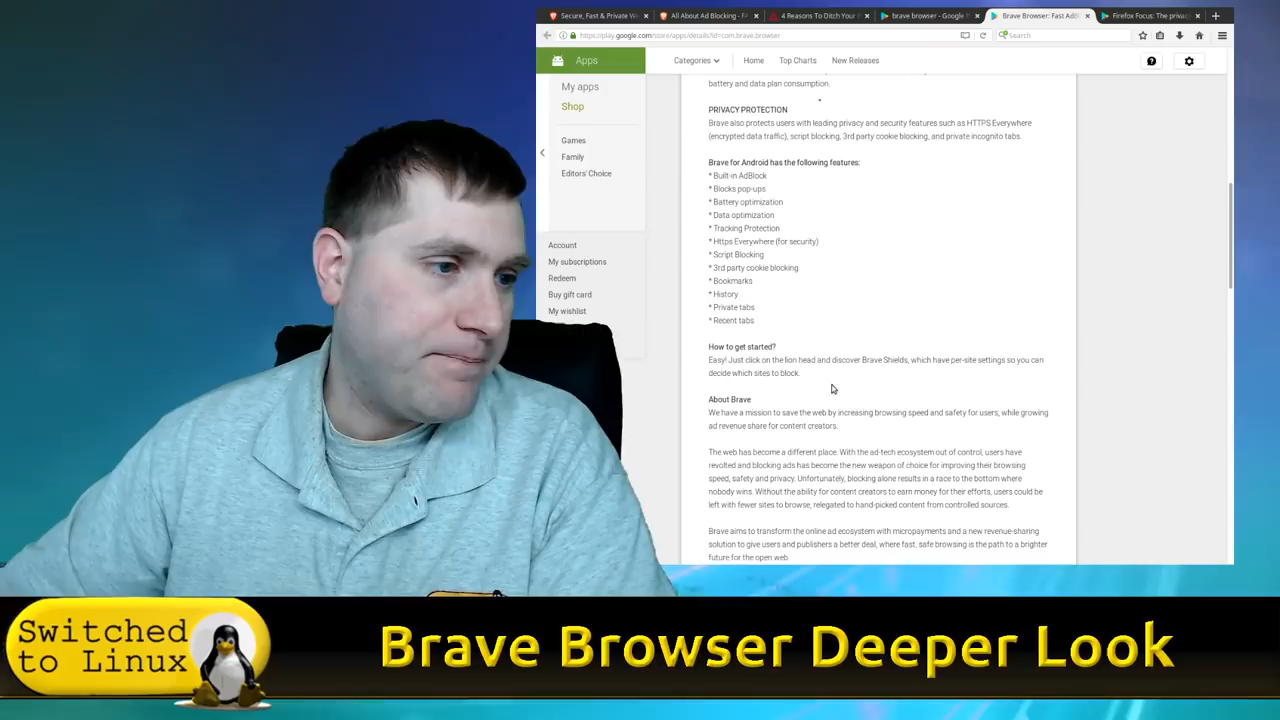 Secure, Fast & Private W
All About Ad Blocking - F
4 Reasons To Ditch Your
brave browser - Google
Brave Browser: Fast AdB
Firefox Focus: The priva
https://play.google.com/store/apps/details?id=com.brave.browser
Search
Apps
Categories
Home
Top Charts
New Releases
My apps
Shop
Games
Family
Editors' Choice
Account
My subscriptions
Redeem
Buy gift card
My wishlist
battery and data plan consumption.
PRIVACY PROTECTION
Brave also protects users with leading privacy and security features such as HTTPS Everywhere
(encrypted data traffic), script blocking, 3rd party cookie blocking, and private incognito tabs.
Brave for Android has the following features:
* Built-in AdBlock
* Blocks pop-ups
* Battery optimization
* Data optimization
* Tracking Protection
* Https Everywhere (for security)
* Script Blocking
* 3rd party cookie blocking
* Bookmarks
* History
* Private tabs
* Recent tabs
How to get started?
Easy! Just click on the lion head and discover Brave Shields, which have per-site settings so you can
decide which sites to block.
About Brave
We have a mission to save the web by increasing browsing speed and safety for users, while growing
ad revenue share for content creators.
The web has become a different place. With the ad-tech ecosystem out of control, users have
revolted and blocking ads has become the new weapon of choice for improving their browsing
speed, safety and privacy. Unfortunately, blocking alone results in a race to the bottom where
nobody wins. Without the ability for content creators to earn money for their efforts, users could be
left with fewer sites to browse, relegated to hand-picked content from controlled sources.
Brave aims to transform the online ad ecosystem with micropayments and a new revenue-sharing
solution to give users and publishers a better deal, where fast, safe browsing is the path to a brighter
future for the open web.
Switched
to Linux
Brave Browser Deeper Look